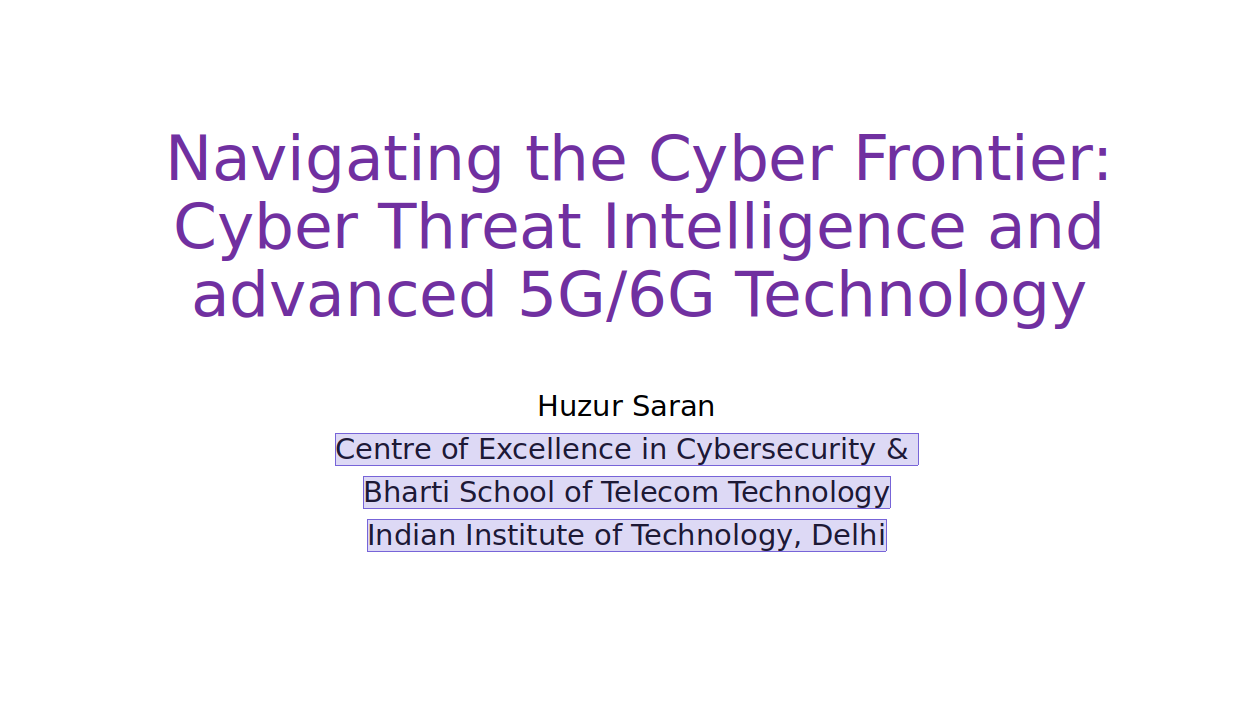 Navigating the Cyber Frontier:
Cyber Threat Intelligence and
advanced 5G/6G Technology
Huzur Saran
Centre of Excellence in Cybersecurity &
Bharti School of Telecom Technology
Indian Institute of Technology, Delhi